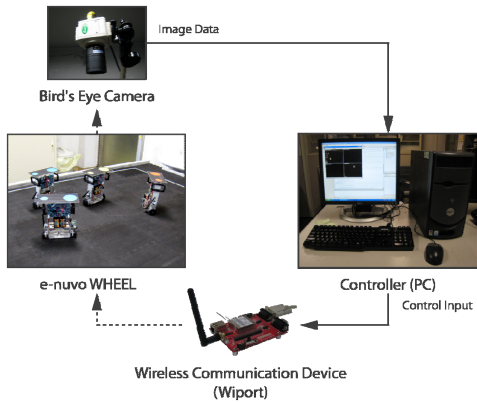 Image Data
Bird's Eye Camera
e-nuvo WHEEL
Controller (PC)
Control Input
Wireless Communication Device
(Wiport)